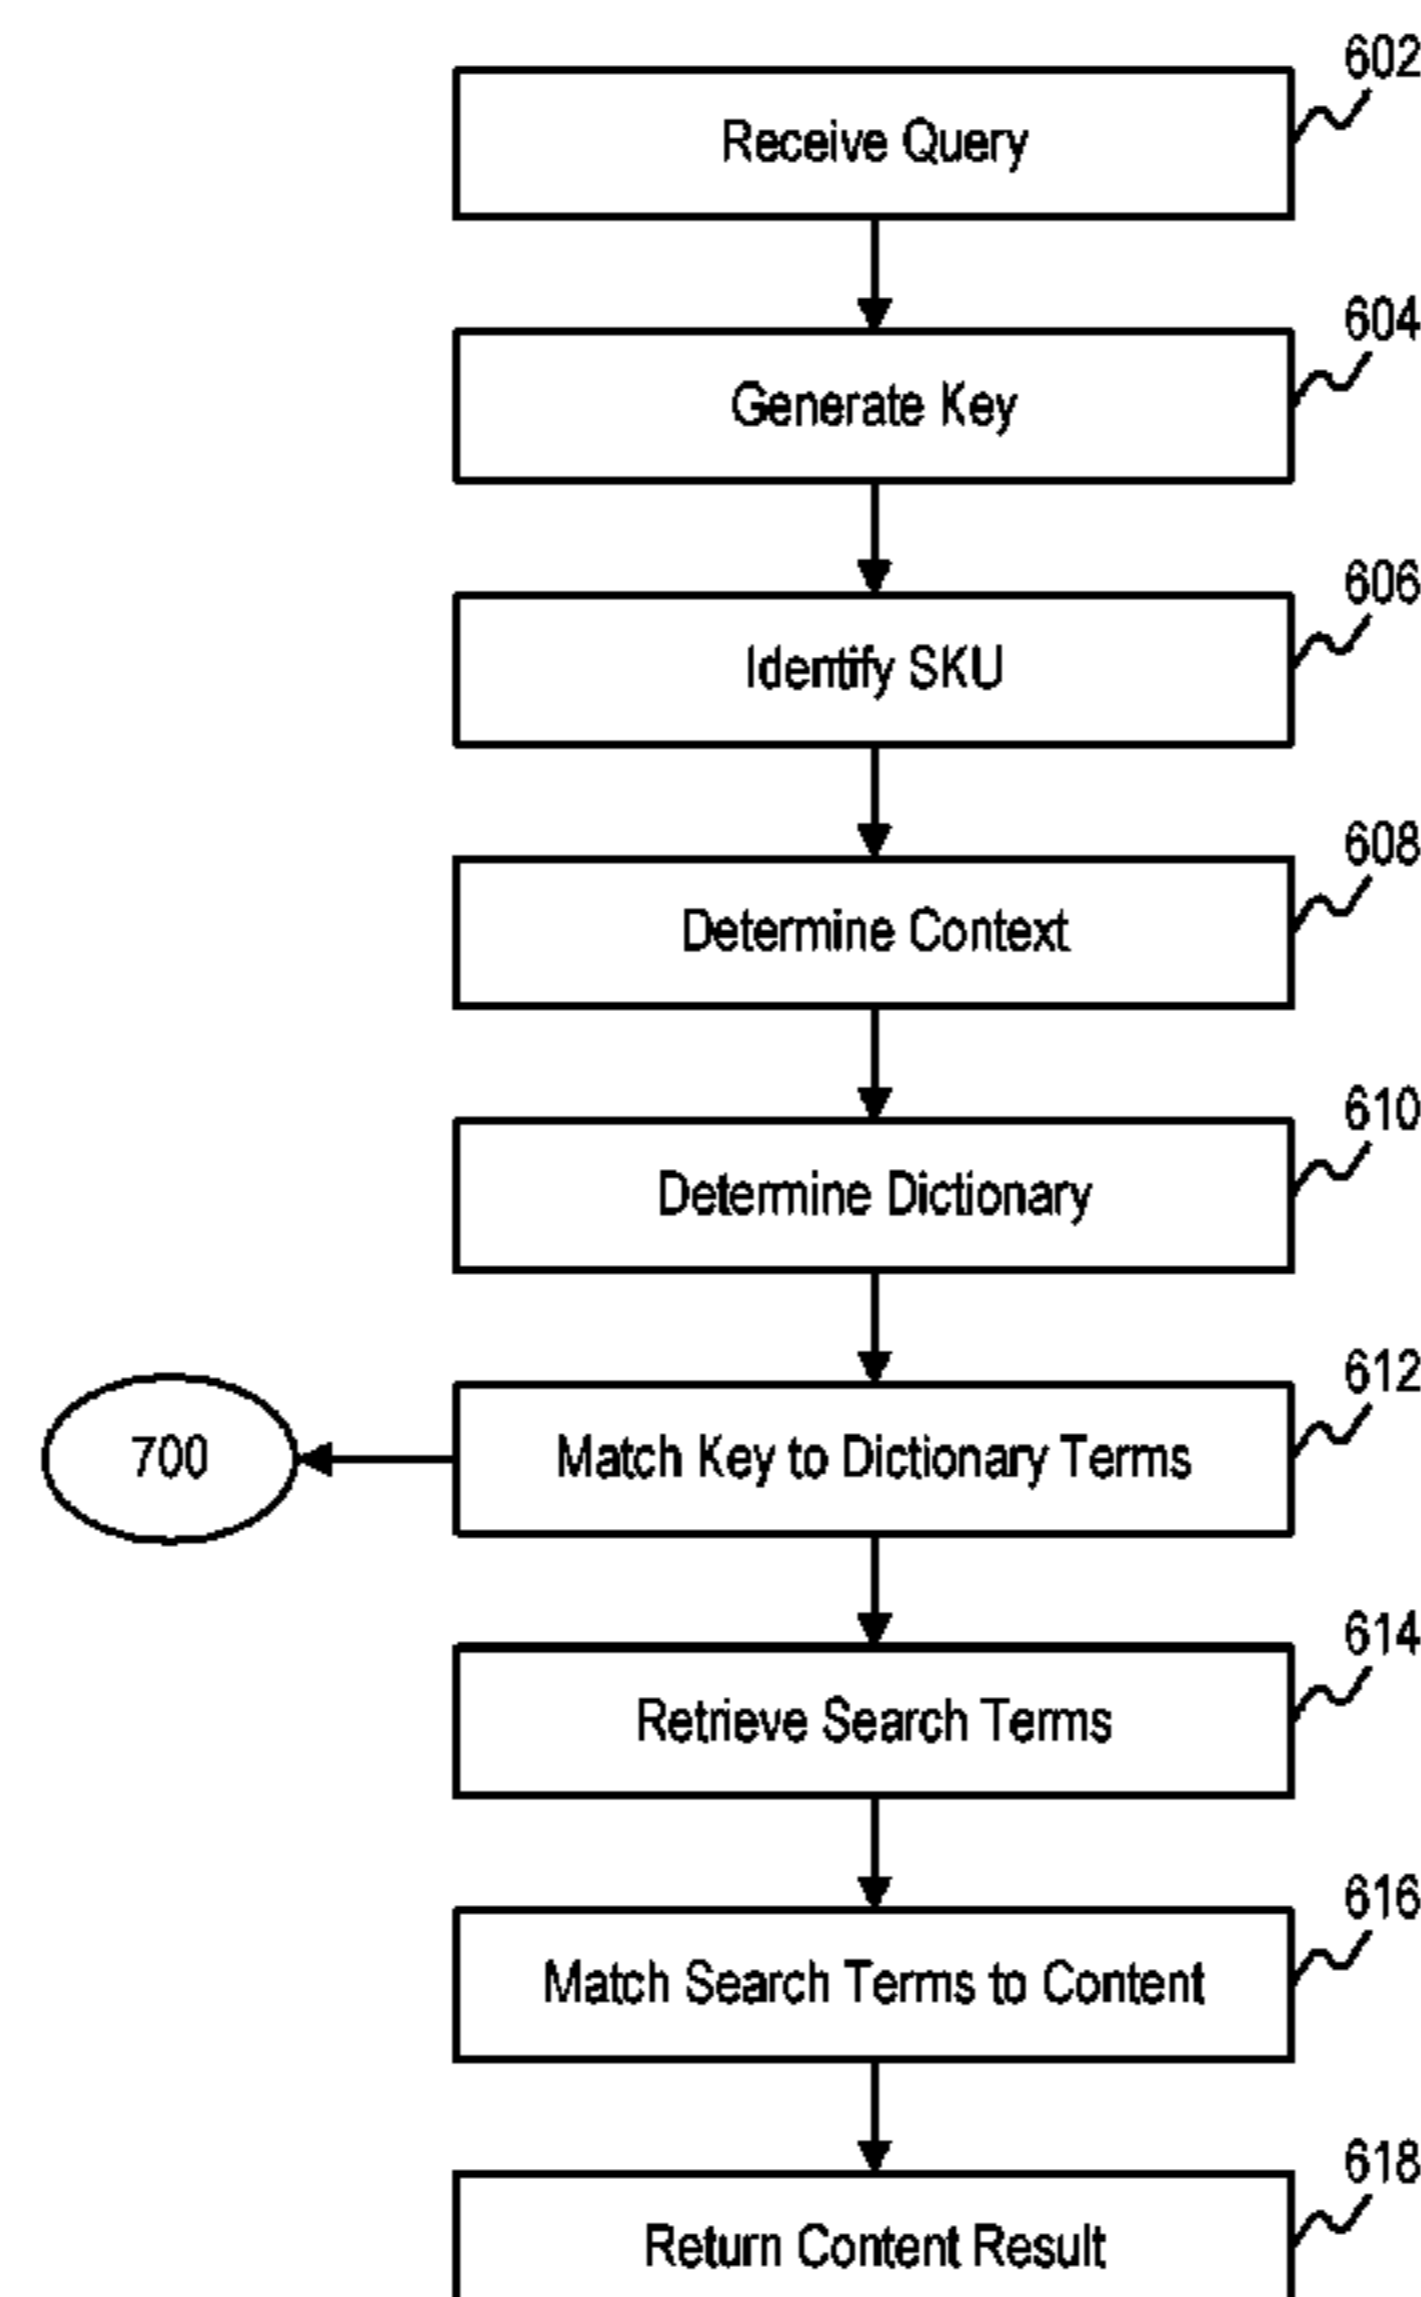 602
Receive Query
604
Generate Key
606
Identify SKU
608
Determine Context
610
Determine Dictionary
612
700
Match Key to Dictionary Terms
614
Retrieve Search Terms
616
Match Search Terms to Content
618
Return Content Result